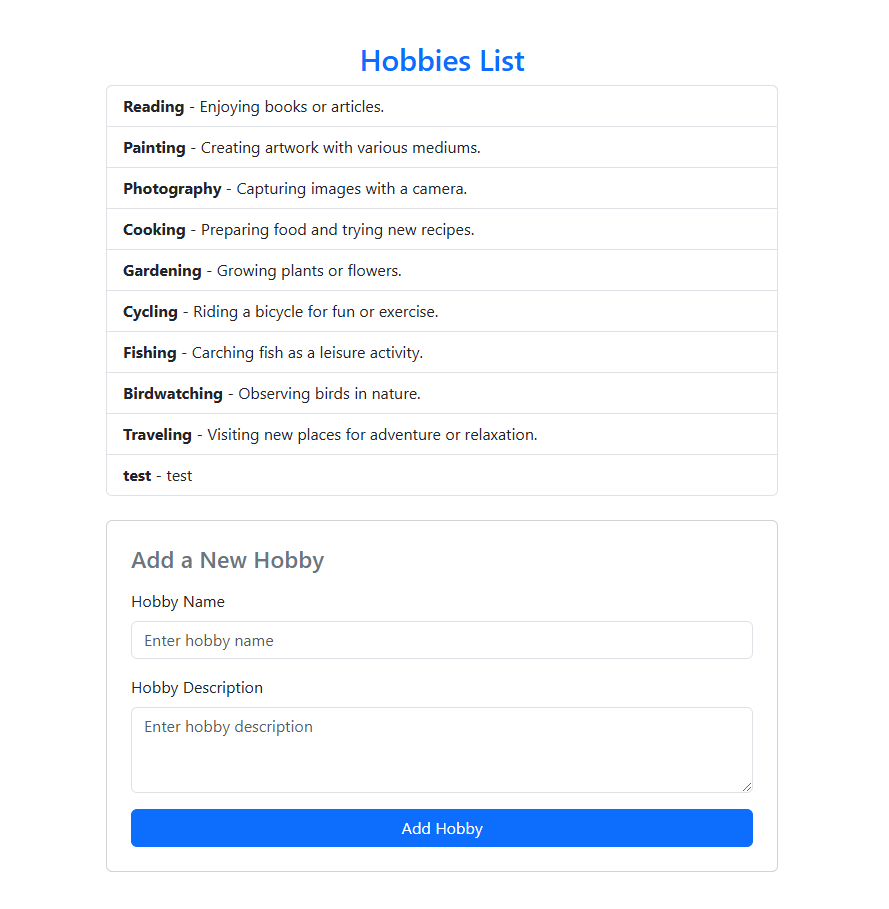 Hobbies List
Reading - Enjoying books or articles.
Painting - Creating artwork with various mediums.
Photography - Capturing images with a camera.
Cooking - Preparing food and trying new recipes.
Gardening - Growing plants or flowers.
Cycling - Riding a bicycle for fun or exercise.
Fishing - Carching fish as a leisure activity.
Birdwatching - Observing birds in nature.
Traveling - Visiting new places for adventure or relaxation.
test - test
Add a New Hobby
Hobby Name
Enter hobby name
Hobby Description
Enter hobby description
Add Hobby